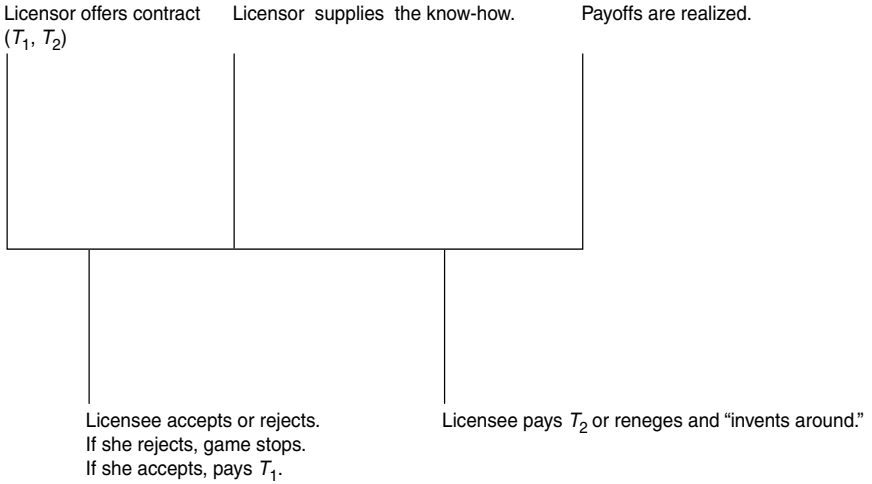 Licensor offers contract
(T1, T2)
Licensor supplies the know-how.
Payoffs are realized.
Licensee accepts or rejects.
If she rejects, game stops.
If she accepts, pays T1.
Licensee pays T2 or reneges and “invents around.”